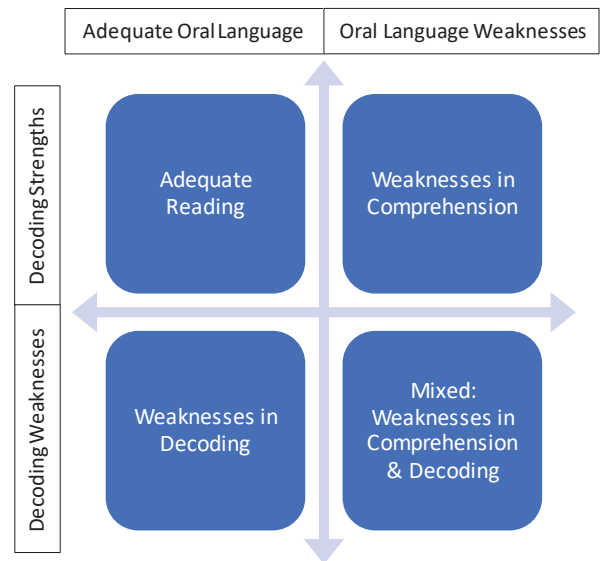 Adequate Oral Language
Oral Language Weaknesses
Decoding Strengths
Adequate
Reading
Weaknesses in
Comprehension
Decoding Weaknesses
Weaknesses in
Decoding
Mixed:
Weaknesses in
Comprehension
& Decoding